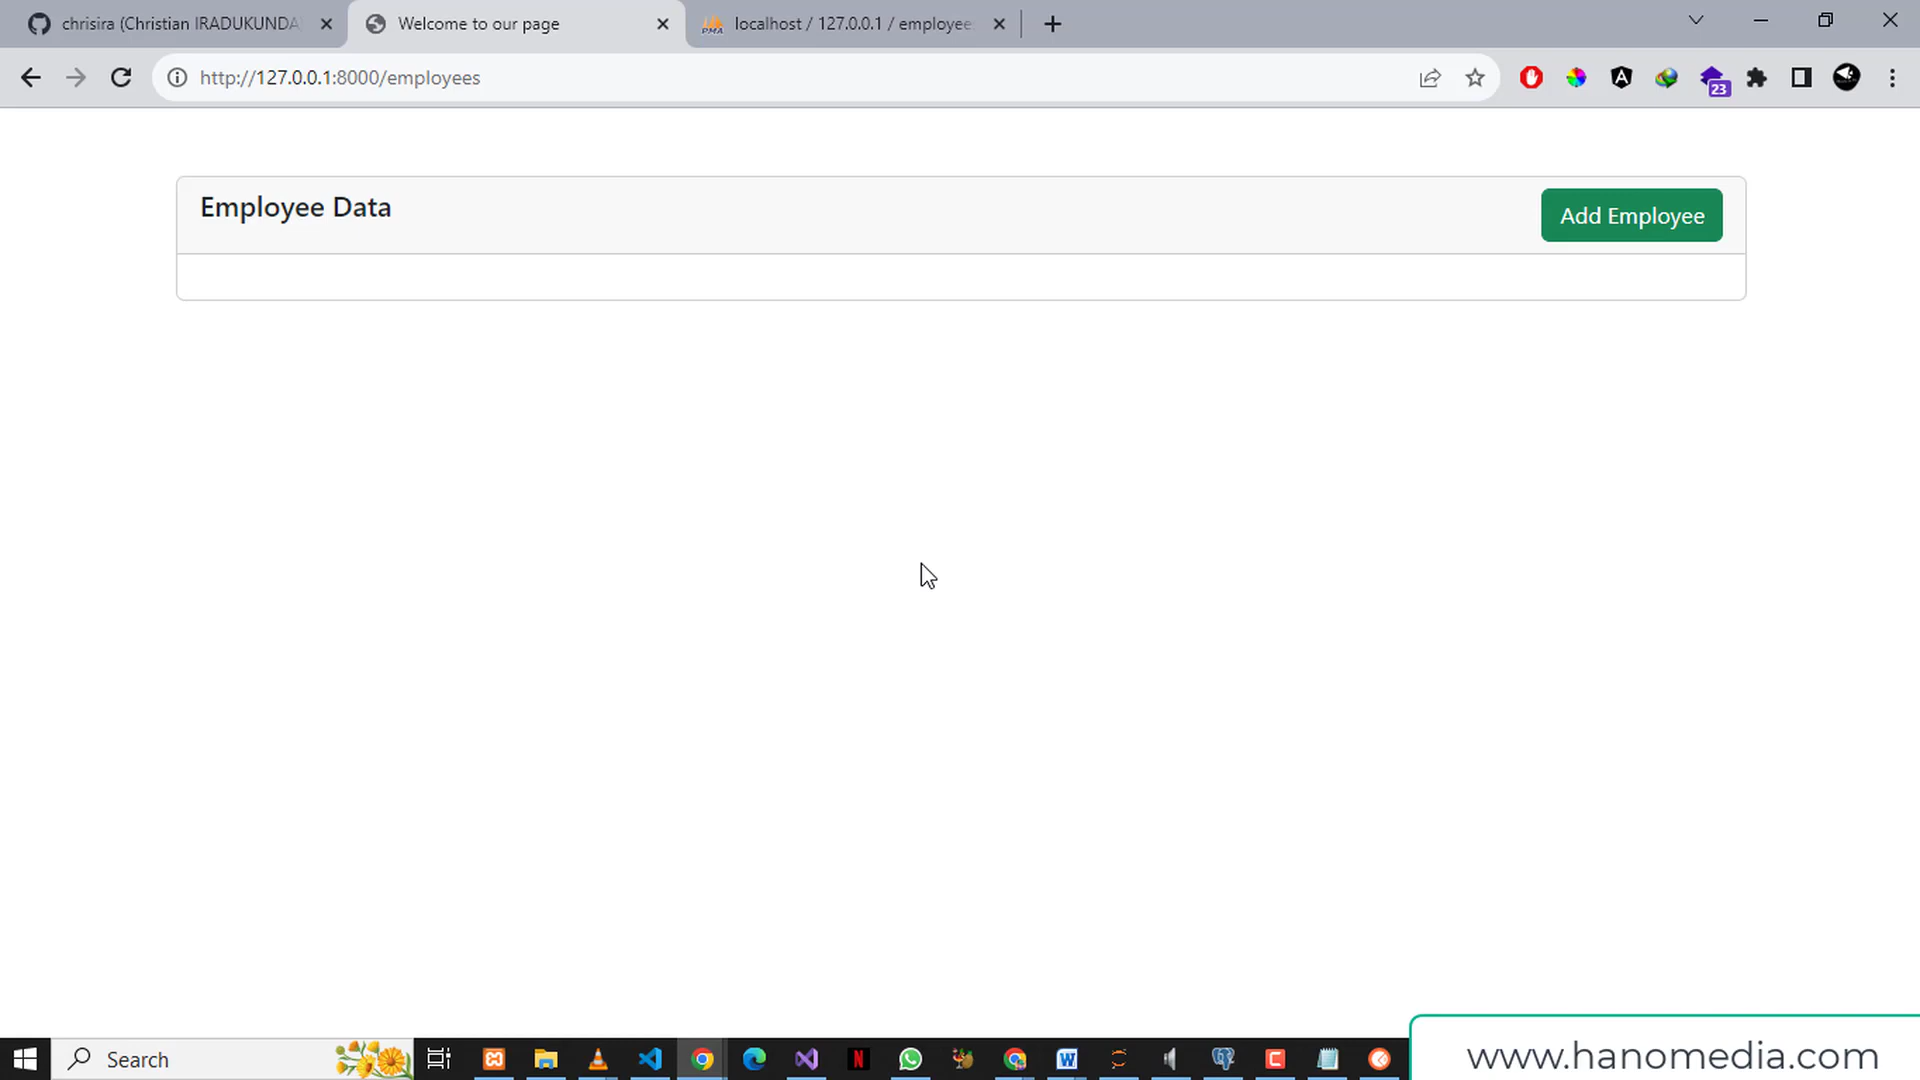 chrisira (Christian IRADUKUNDA
Welcome to our page
localhost / 127.0.0.1 / employee
http://127.0.0.1:8000/employees
23
Employee Data
Add Employee
Search
www.hanomedia.com